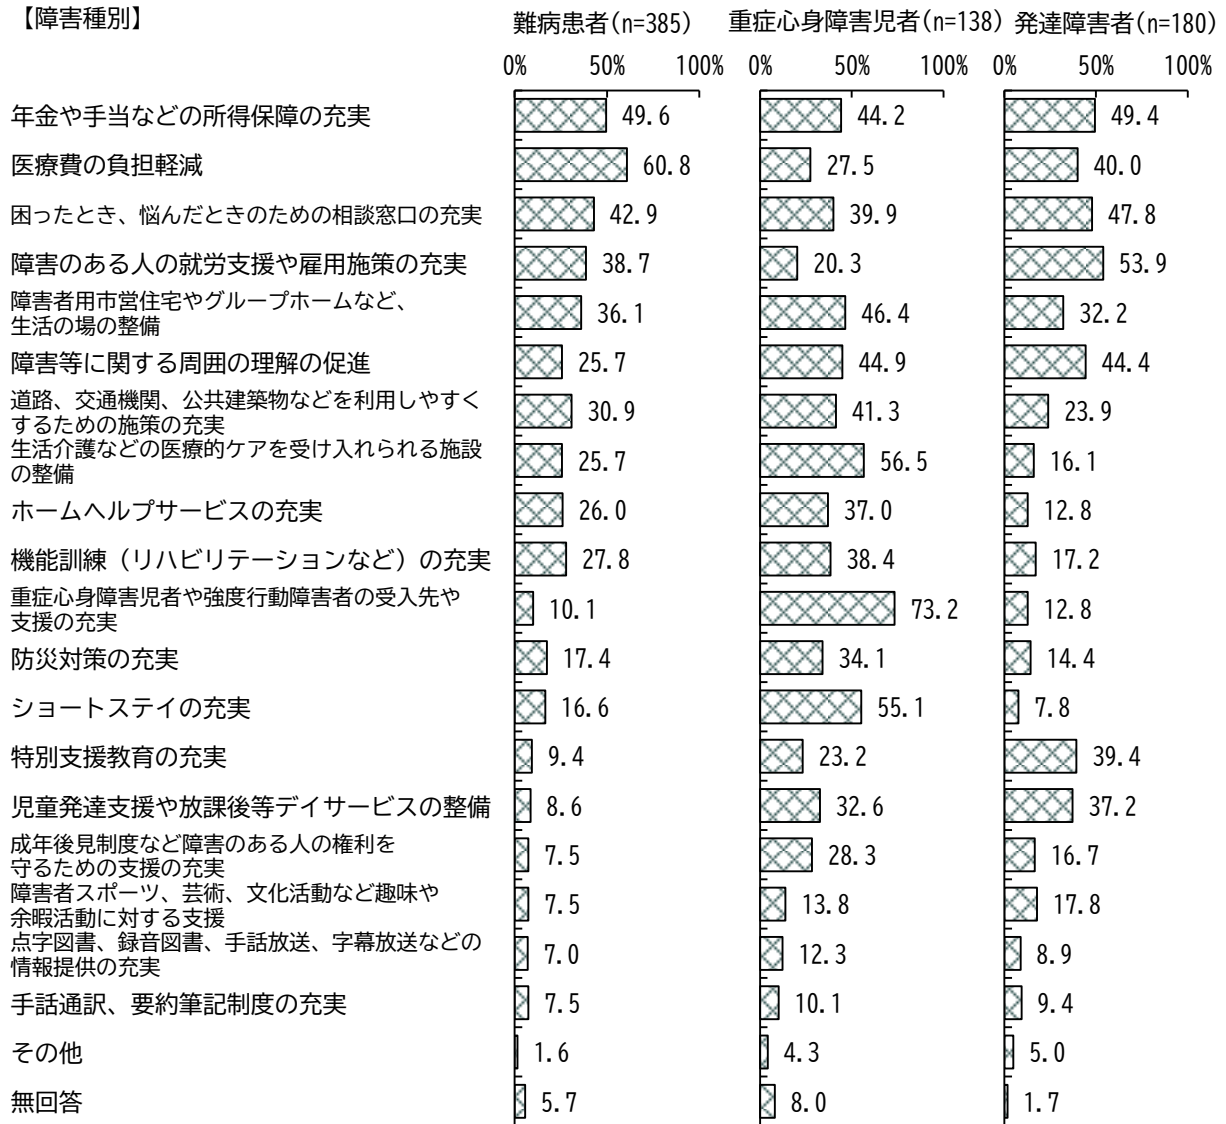 【障害種別】
難病患者(n=385) 重症心身障害児者(n=138) 発達障害者(n=180)
0% 50% 100% 0% 50% 100% 0% 50% 100%
年金や手当などの所得保障の充実 49.6 44.2 49.4
医療費の負担軽減 60.8 27.5 40.0
困ったとき、悩んだときのための相談窓口の充実 42.9 39.9 47.8
障害のある人の就労支援や雇用施策の充実 38.7 20.3 53.9
障害者用市営住宅やグループホームなど、
生活の場の整備 36.1 46.4 32.2
障害等に関する周囲の理解の促進 25.7 44.9 44.4
道路、交通機関、公共建築物などを利用しやすく
するための施策の充実 30.9 41.3 23.9
生活介護などの医療的ケアを受け入れられる施設
の整備 25.7 56.5 16.1
ホームヘルプサービスの充実 26.0 37.0 12.8
機能訓練（リハビリテーションなど）の充実 27.8 38.4 17.2
重症心身障害児者や強度行動障害者の受入先や
支援の充実 10.1 73.2 12.8
防災対策の充実 17.4 34.1 14.4
ショートステイの充実 16.6 55.1 7.8
特別支援教育の充実 9.4 23.2 39.4
児童発達支援や放課後等デイサービスの整備 8.6 32.6 37.2
成年後見制度など障害のある人の権利を
守るための支援の充実 7.5 28.3 16.7
障害者スポーツ、芸術、文化活動など趣味や
余暇活動に対する支援 7.5 13.8 17.8
点字図書、録音図書、手話放送、字幕放送などの
情報提供の充実 7.0 12.3 8.9
手話通訳、要約筆記制度の充実 7.5 10.1 9.4
その他 1.6 4.3 5.0
無回答 5.7 8.0 1.7